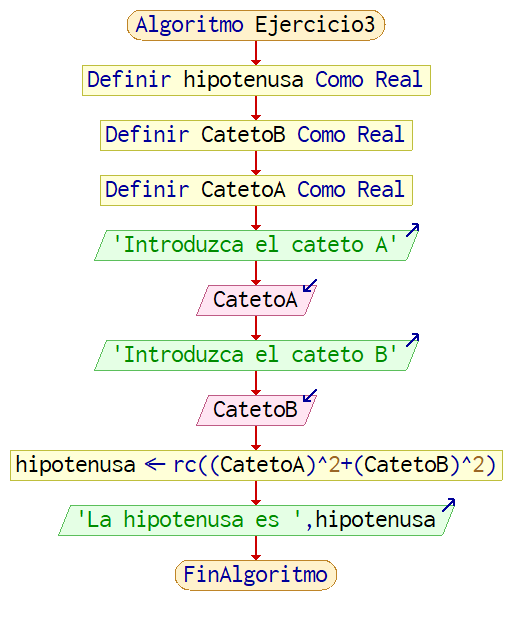 Algoritmo Ejercicio3
Definir hipotenusa Como Real
Definir CatetoB Como Real
Definir CatetoA Como Real
'Introduzca el cateto A'
CatetoA
'Introduzca el cateto B'
CatetoB
hipotenusa ← rc((CatetoA)^2+(CatetoB)^2)
'La hipotenusa es ',hipotenusa
FinAlgoritmo